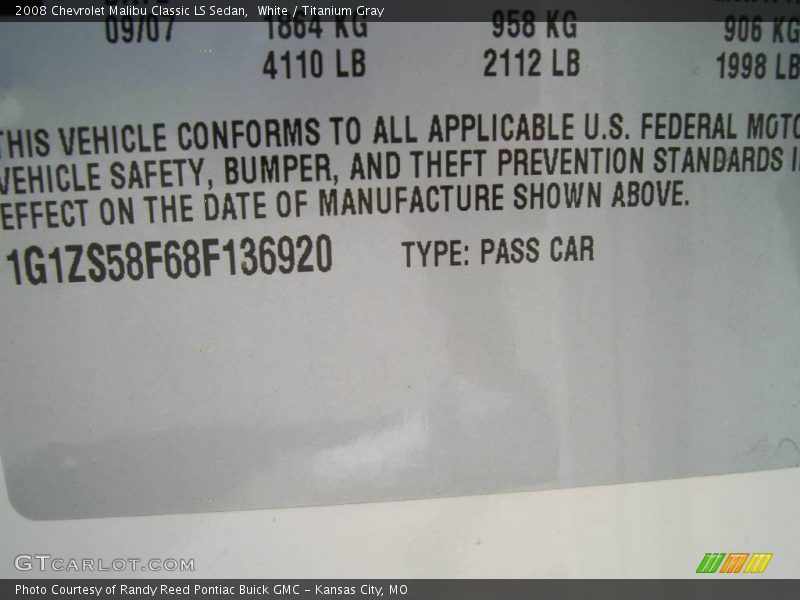 2008 Chevrolet Malibu Classic LS Sedan,  White / Titanium Gray
09/07 1864 KG 958 KG 906 KG
4110 LB 2112 LB 1998 LB
THIS VEHICLE CONFORMS TO ALL APPLICABLE U.S. FEDERAL MOTO
VEHICLE SAFETY, BUMPER, AND THEFT PREVENTION STANDARDS I
EFFECT ON THE DATE OF MANUFACTURE SHOWN ABOVE.
1G1ZS58F68F136920 TYPE: PASS CAR
GTCARLOT.COM
Photo Courtesy of Randy Reed Pontiac Buick GMC - Kansas City, MO